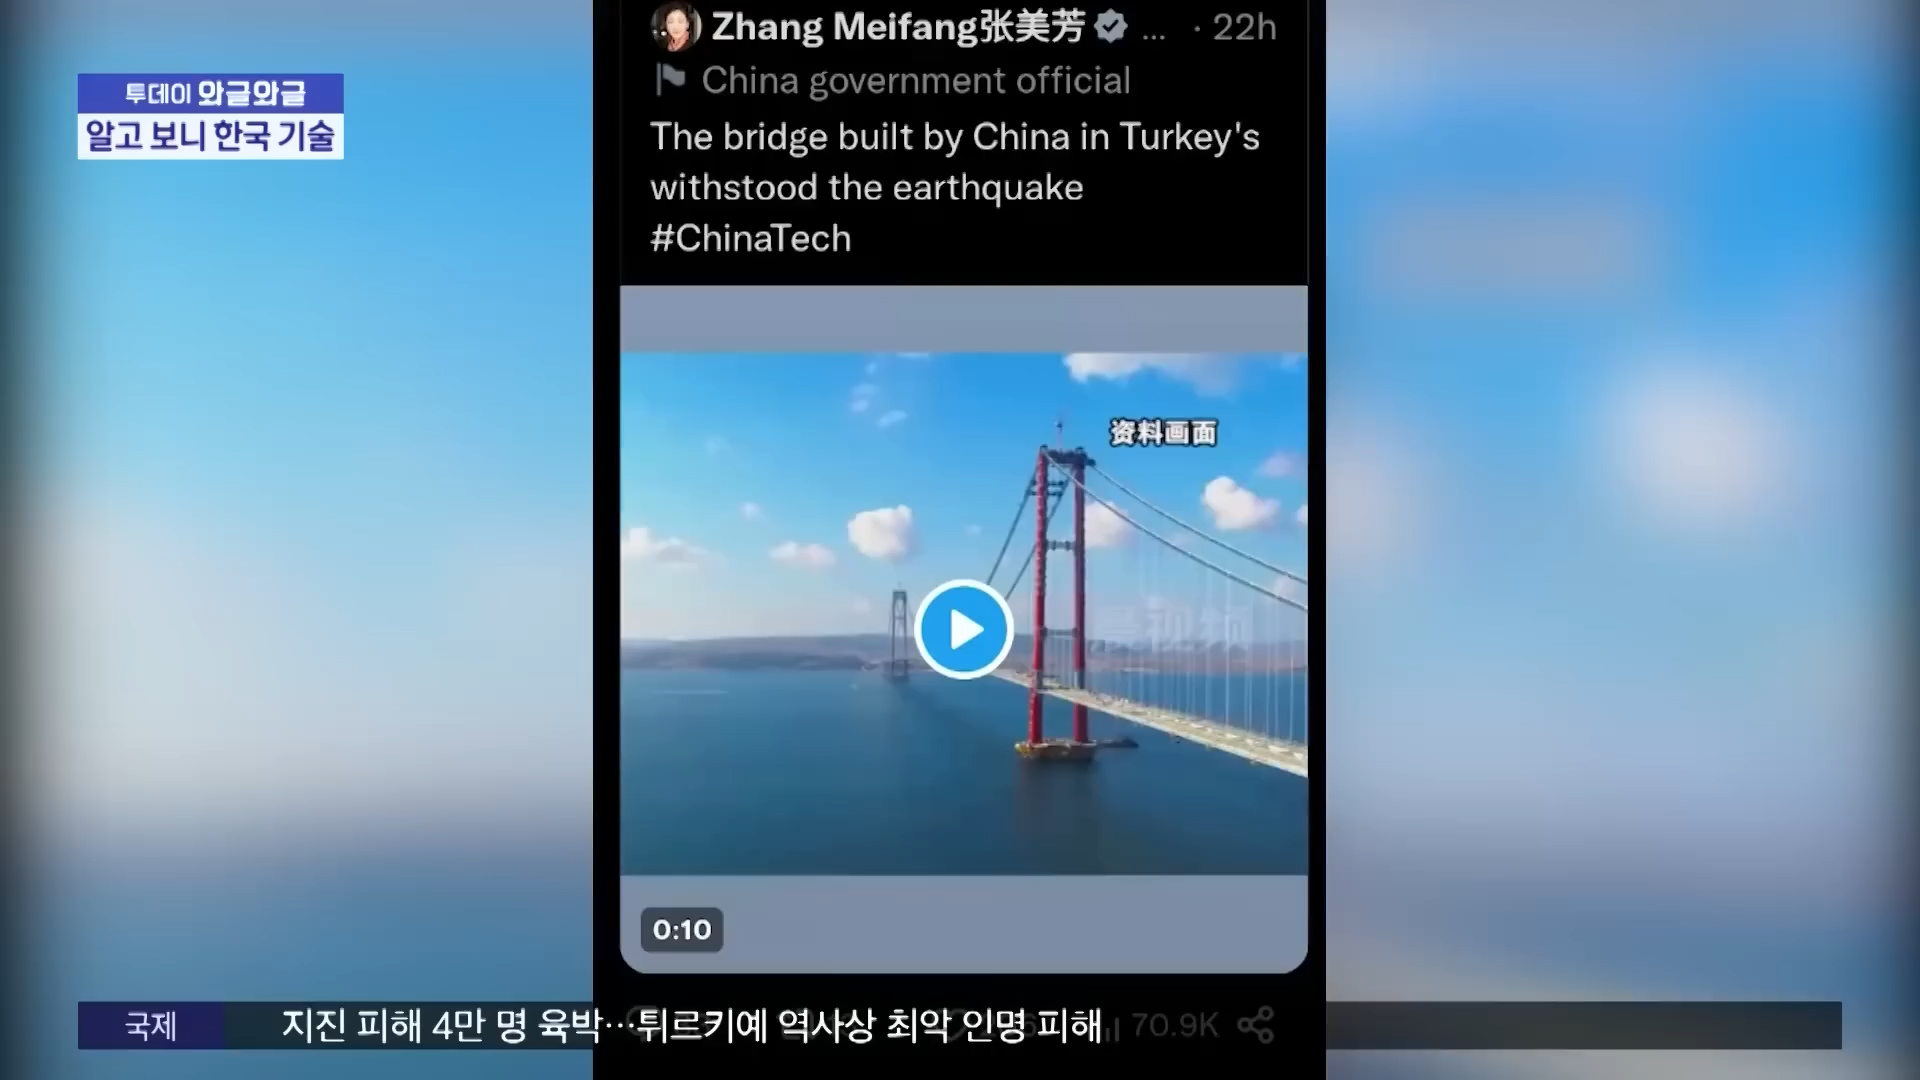 투데이 와글와글
알고 보니 한국 기술
Zhang Meifang张美芳 ... · 22h
China government official
The bridge built by China in Turkey's
withstood the earthquake
#ChinaTech
资料画面
视频
0:10
70.9K
국제
지진 피해 4만 명 육박…튀르키예 역사상 최악 인명 피해